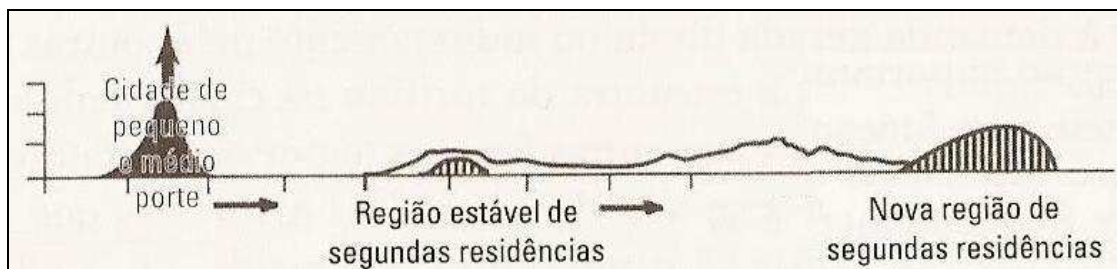 Cidade de
pequeno
e médio
porte
Região estável de
segundas residências
Nova região de
segundas residências